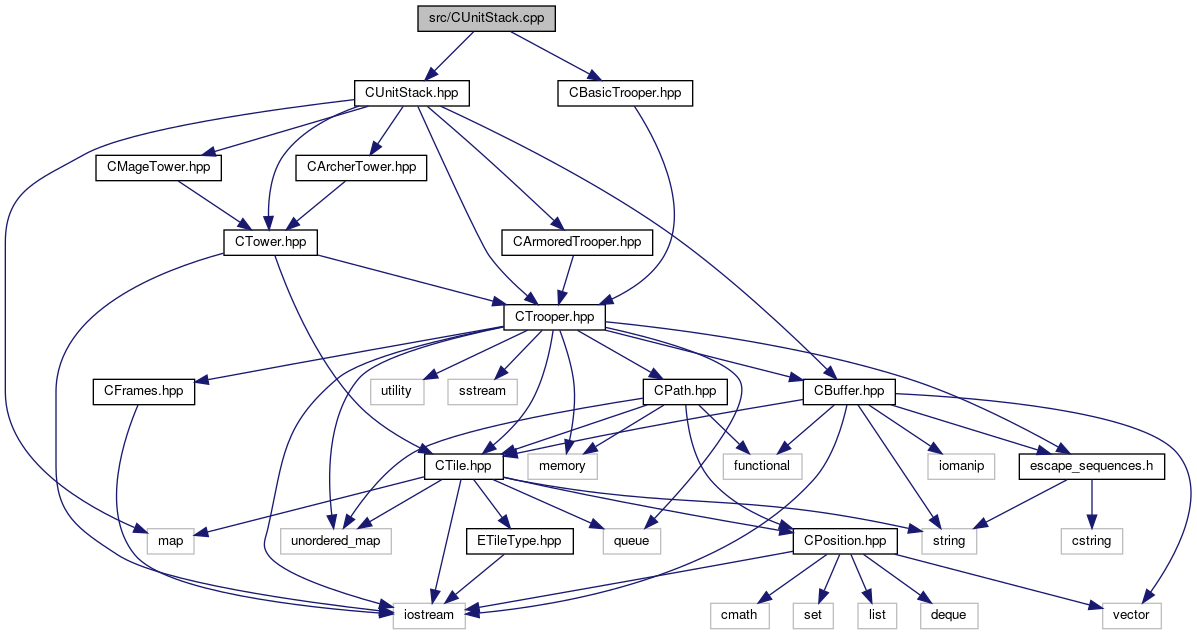 src/CUnitStack.cpp
CUnitStack.hpp
CBasicTrooper.hpp
CMageTower.hpp
CArcherTower.hpp
CTower.hpp
CArmoredTrooper.hpp
CTrooper.hpp
CFrames.hpp
utility
sstream
CPath.hpp
CBuffer.hpp
CTile.hpp
memory
functional
iomanip
escape_sequences.h
map
unordered_map
ETileType.hpp
queue
CPosition.hpp
string
cstring
iostream
cmath
set
list
deque
vector